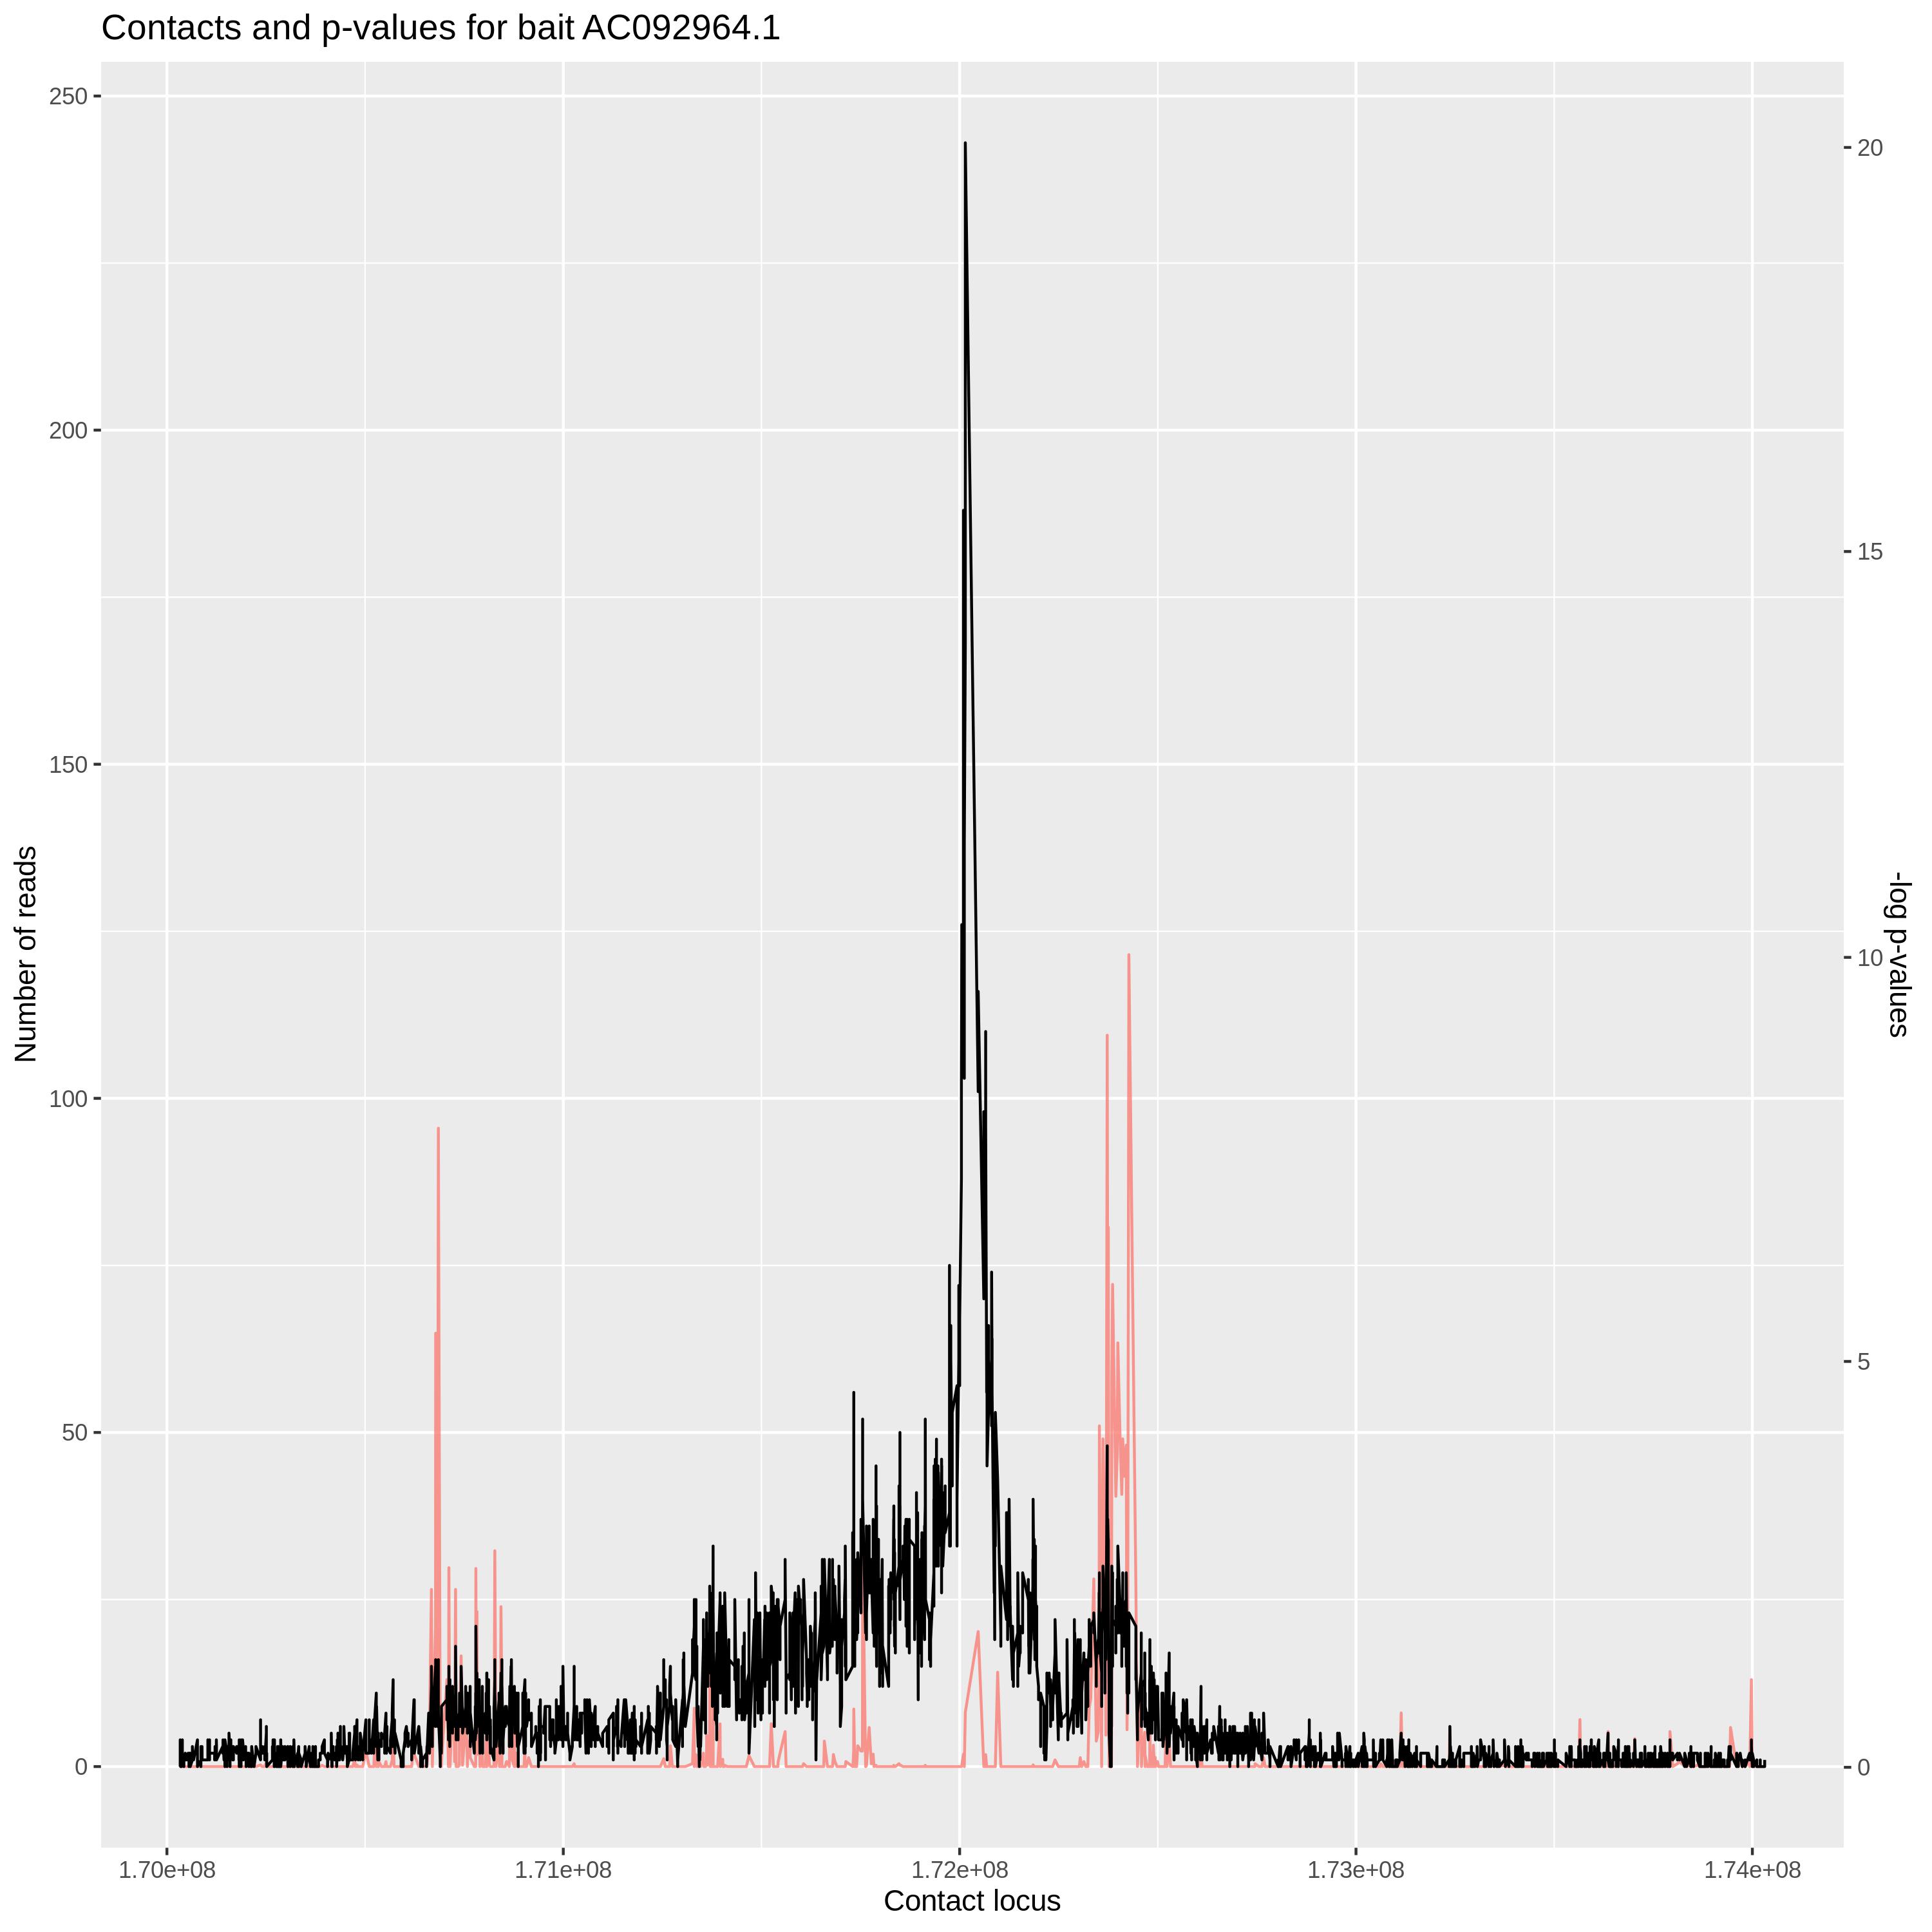 Contacts and p-values for bait AC092964.1
250
200
150
100
50
0
Number of reads
20
15
10
5
0
-log p-values
1.70e+08 1.71e+08 1.72e+08 1.73e+08 1.74e+08
Contact locus